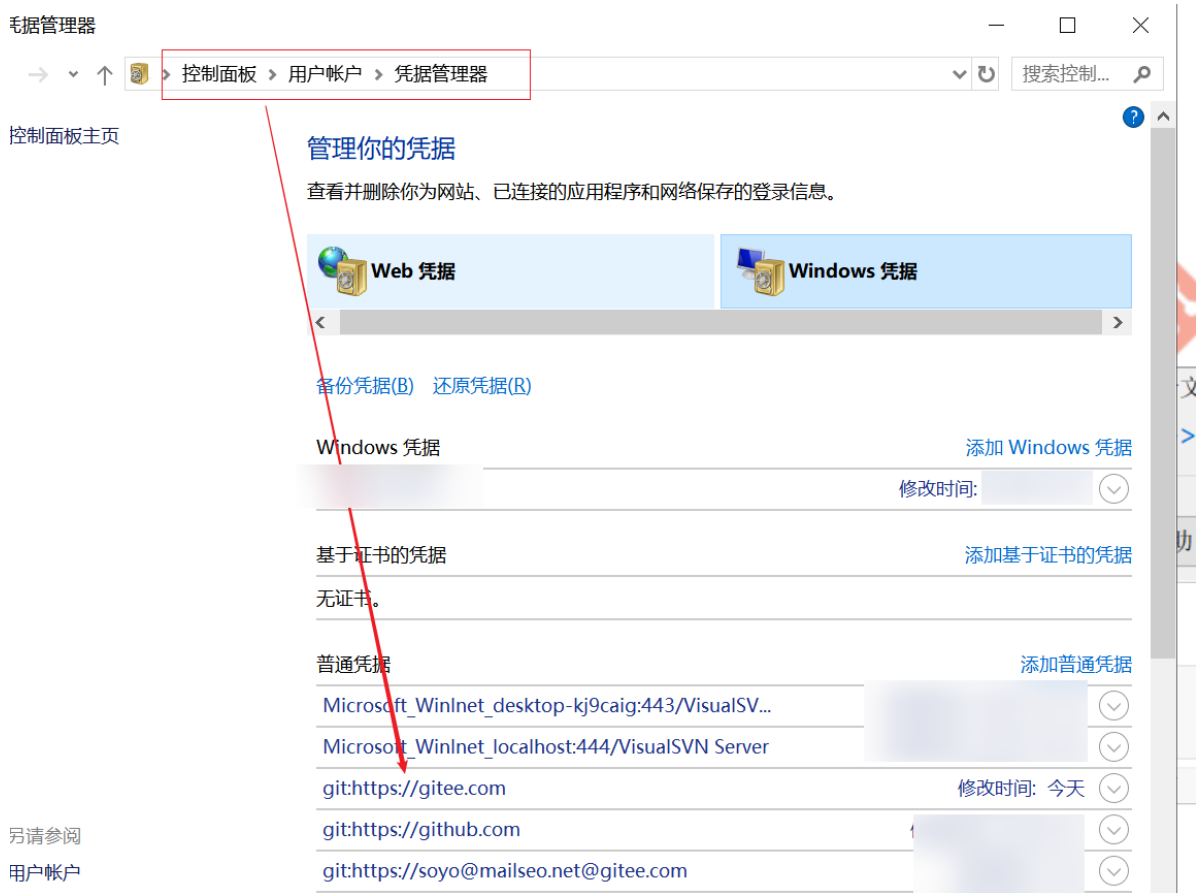 毛据管理器
控制面板 › 用户帐户 › 凭据管理器
搜索控制...
控制面板主页
管理你的凭据
查看并删除你为网站、已连接的应用程序和网络保存的登录信息。
Web 凭据
Windows 凭据
备份凭据(B) 还原凭据(R)
Windows 凭据 添加 Windows 凭据
修改时间:
基于证书的凭据 添加基于证书的凭据
无证书。
普通凭据 添加普通凭据
Microsoft_WinInet_desktop-kj9caig:443/VisualSV...
Microsoft_WinInet_localhost:444/VisualSVN Server
git:https://gitee.com 修改时间: 今天
git:https://github.com
git:https://soyo@mailseo.net@gitee.com
另请参阅
用户帐户
文
助